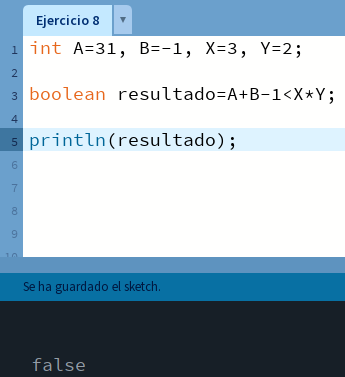 Ejercicio 8 ▼
1 int A=31, B=-1, X=3, Y=2;
2
3 boolean resultado=A+B-1<X*Y;
4
5 println(resultado);
6
7
8
9
10
Se ha guardado el sketch.
false